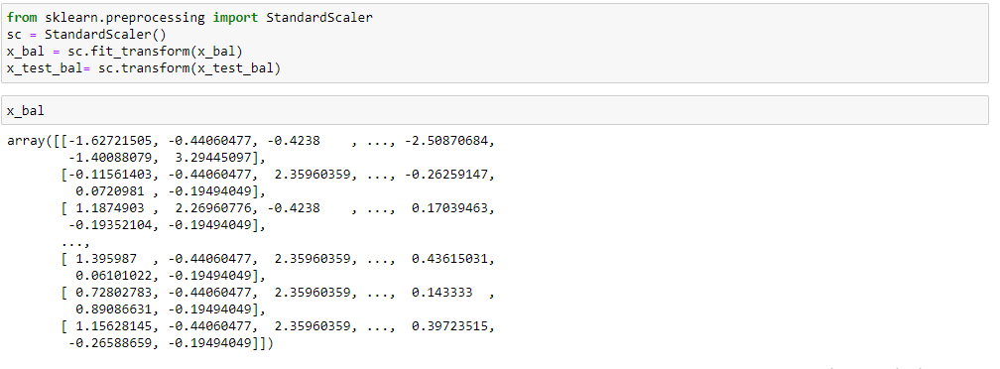 from sklearn.preprocessing import StandardScaler
sc = StandardScaler()
x_bal = sc.fit_transform(x_bal)
x_test_bal= sc.transform(x_test_bal)
x_bal
array([[-1.62721505, -0.44060477, -0.4238    , ..., -2.50870684,
        -1.40088079,  3.29445097],
       [-0.11561403, -0.44060477,  2.35960359, ..., -0.26259147,
         0.0720981 , -0.19494049],
       [ 1.1874903 ,  2.26960776, -0.4238    , ...,  0.17039463,
        -0.19352104, -0.19494049],
       ...,
       [ 1.395987  , -0.44060477,  2.35960359, ...,  0.43615031,
         0.06101022, -0.19494049],
       [ 0.72802783, -0.44060477,  2.35960359, ...,  0.143333  ,
         0.89086631, -0.19494049],
       [ 1.15628145, -0.44060477,  2.35960359, ...,  0.39723515,
        -0.26588659, -0.19494049]])